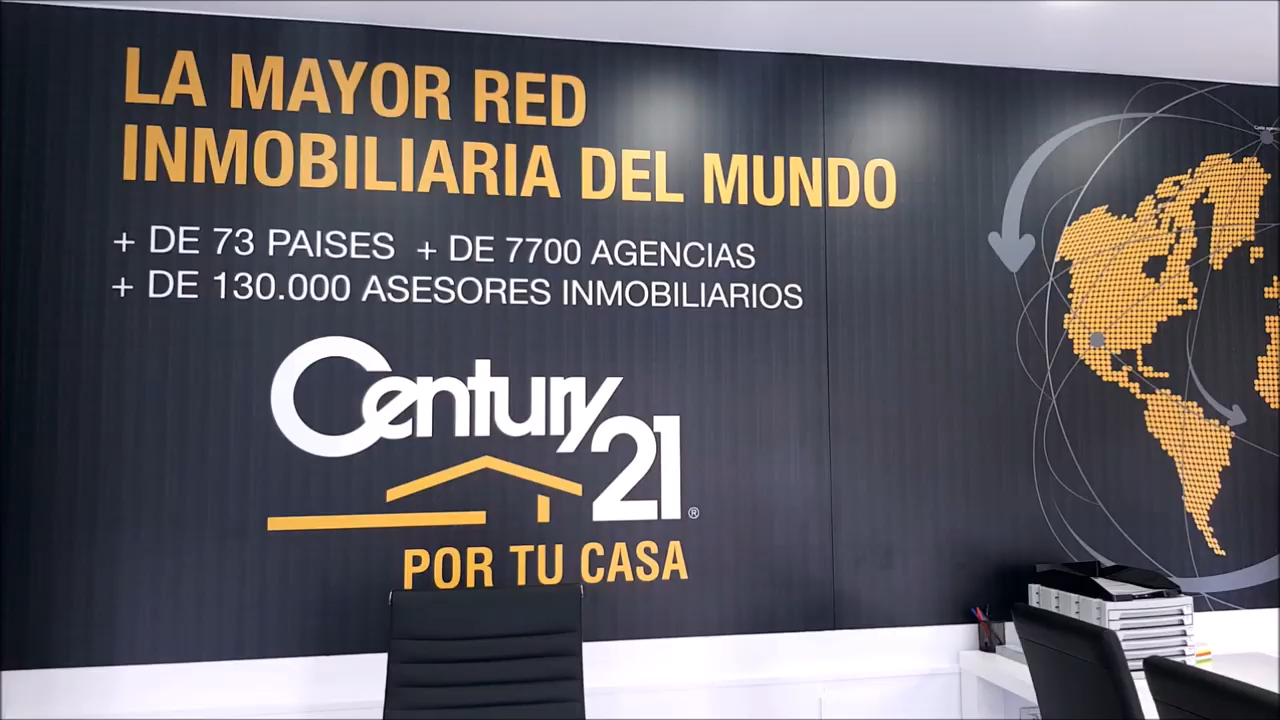 LA MAYOR RED
INMOBILIARIA DEL MUNDO
+ DE 73 PAISES + DE 7700 AGENCIAS
+ DE 130.000 ASESORES INMOBILIARIOS
Century
21®
POR TU CASA